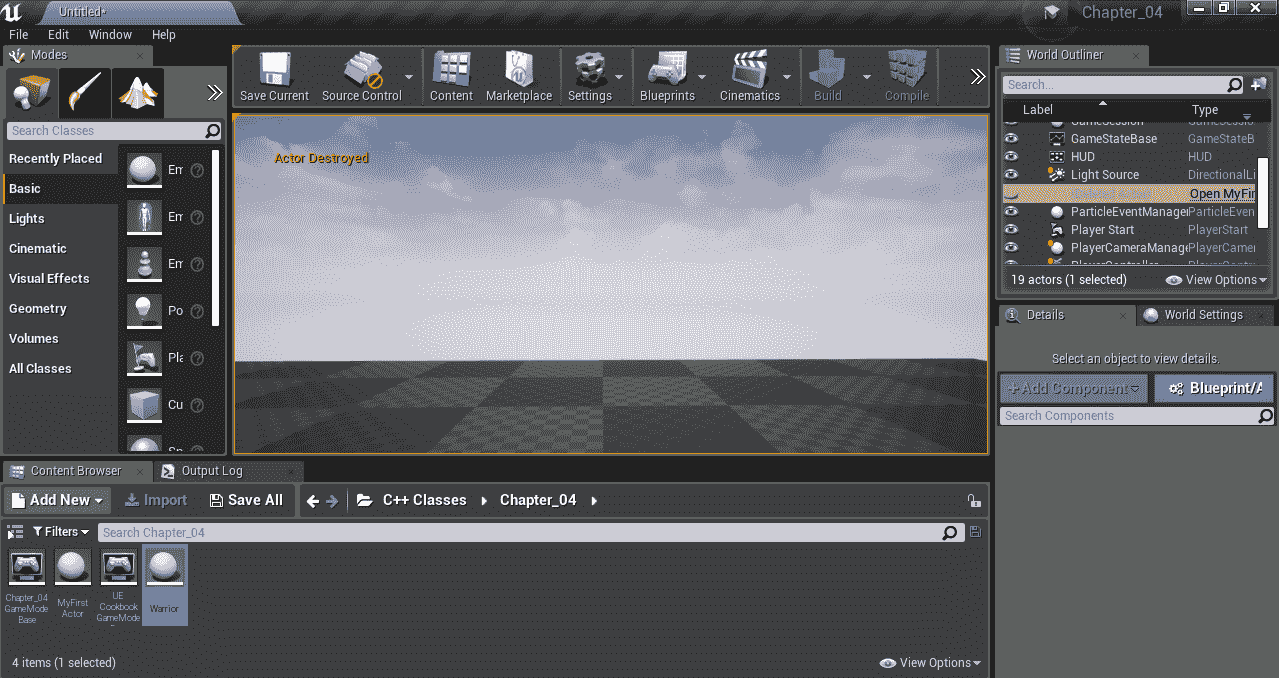 Untitled*
Chapter_04
File Edit Window Help
Modes
Search Classes
Recently Placed
Basic
Lights
Cinematic
Visual Effects
Geometry
Volumes
All Classes
Em
Em
Em
Po
Pla
Cu
Save Current
Source Control
Content
Marketplace
Settings
Blueprints
Cinematics
Build
Compile
Actor Destroyed
World Outliner
Search...
Label Type
GameSession GameSessio
GameStateBase GameStateB
HUD HUD
Light Source DirectionalLi
Open MyFir
ParticleEventManager ParticleEven
Player Start PlayerStart
PlayerCameraManage PlayerCamer
PlayerController PlayerContr
19 actors (1 selected) View Options
Details
World Settings
Select an object to view details.
+Add Component
Blueprint/A
Search Components
Content Browser
Output Log
Add New
Import
Save All
C++ Classes
Chapter_04
Filters
Search Chapter_04
Chapter_04
GameMode
Base
MyFirst
Actor
UE
Cookbook
GameMode
Warrior
4 items (1 selected)
View Options